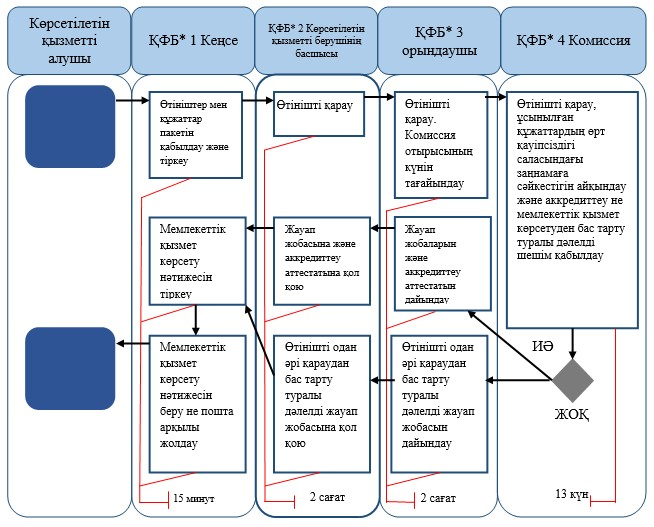 Көрсетілетін
қызметті
алушы
ҚФБ* 1 Кеңсе
ҚФБ* 2 Көрсетілетін
қызметті берушінің
басшысы
ҚФБ* 3
орындаушы
ҚФБ* 4 Комиссия
Өтініштер мен
құжаттар
пакетін
қабылдау және
тіркеу
Өтінішті қарау
Өтінішті
қарау.
Комиссия
отырысының
күнін
тағайындау
Өтінішті қарау,
ұсынылған
құжаттардың өрт
қауіпсіздігі
саласындағы
заңнамаға
сәйкестігін айқындау
және аккредиттеу не
мемлекеттік қызмет
көрсетуден бас тарту
туралы дәлелді
шешім қабылдау
Мемлекеттік
қызмет
көрсету
нәтижесін
тіркеу
Жауап
жобасына және
аккредиттеу
аттестатына қол
қою
Жауап
жобаларын
және
аккредиттеу
аттестатын
дайындау
Мемлекеттік
қызмет
көрсету
нәтижесін
беру не пошта
арқылы
жолдау
Өтінішті одан
әрі қараудан
бас тарту
туралы
дәлелді жауап
жобасына қол
қою
Өтінішті одан
әрі қараудан
бас тарту
туралы
дәлелді жауап
жобасын
дайындау
ИӘ
ЖОҚ
15 минут
2 сағат
2 сағат
13 күн